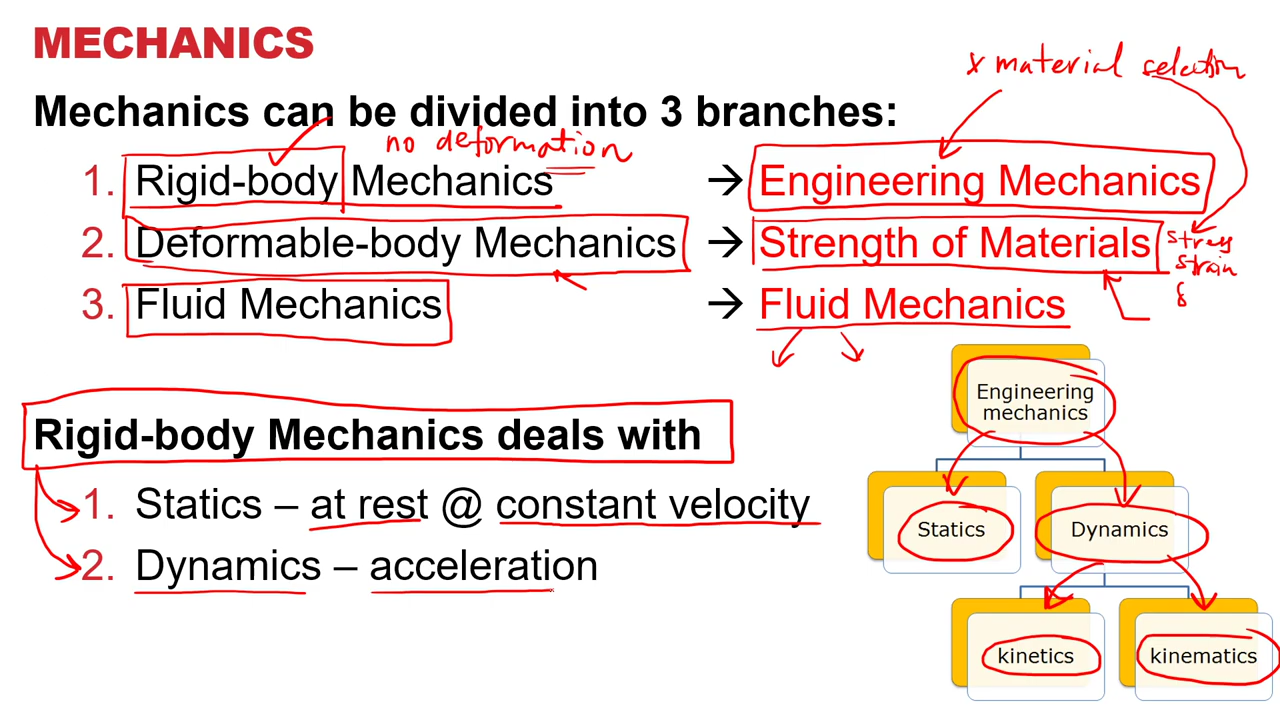 MECHANICS
x material selection
Mechanics can be divided into 3 branches:
no deformation
1. Rigid-body Mechanics → Engineering Mechanics
2. Deformable-body Mechanics → Strength of Materials
stress
strain
3. Fluid Mechanics → Fluid Mechanics
Engineering
mechanics
Rigid-body Mechanics deals with
1. Statics – at rest @ constant velocity
Statics
Dynamics
2. Dynamics – acceleration
kinetics
kinematics